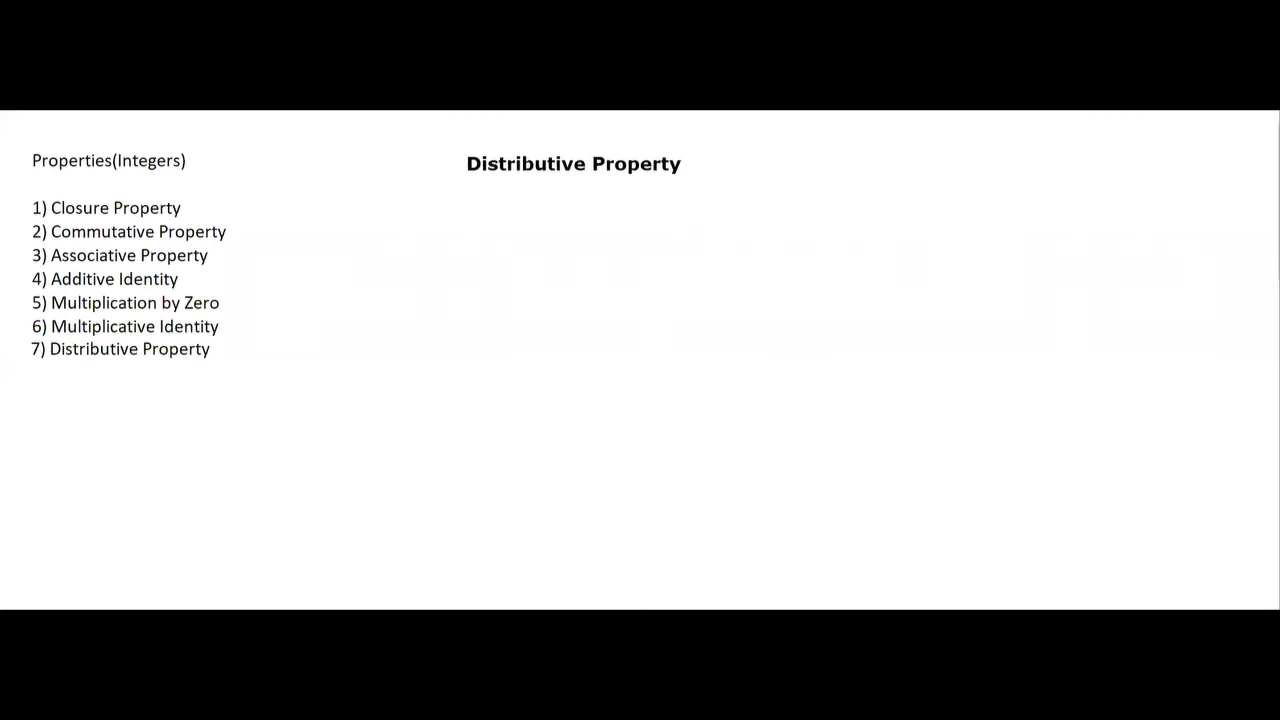 Properties(Integers)
Distributive Property
1) Closure Property
2) Commutative Property
3) Associative Property
4) Additive Identity
5) Multiplication by Zero
6) Multiplicative Identity
7) Distributive Property